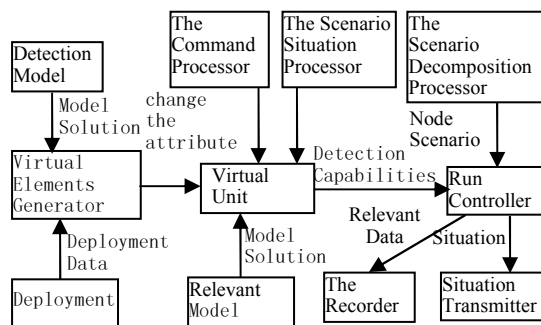 The
Command
Processor
The Scenario
Situation
Processor
The
Scenario
Decomposition
Processor
Detection
Model
Model
Solution
change
the
attribute
Node
Scenario
Virtual
Elements
Generator
Virtual
Unit
Detection
Capabilities
Run
Controller
Deployment
Data
Model
Solution
Relevant
Data
Situation
Deployment
Relevant
Model
The
Recorder
Situation
Transmitter